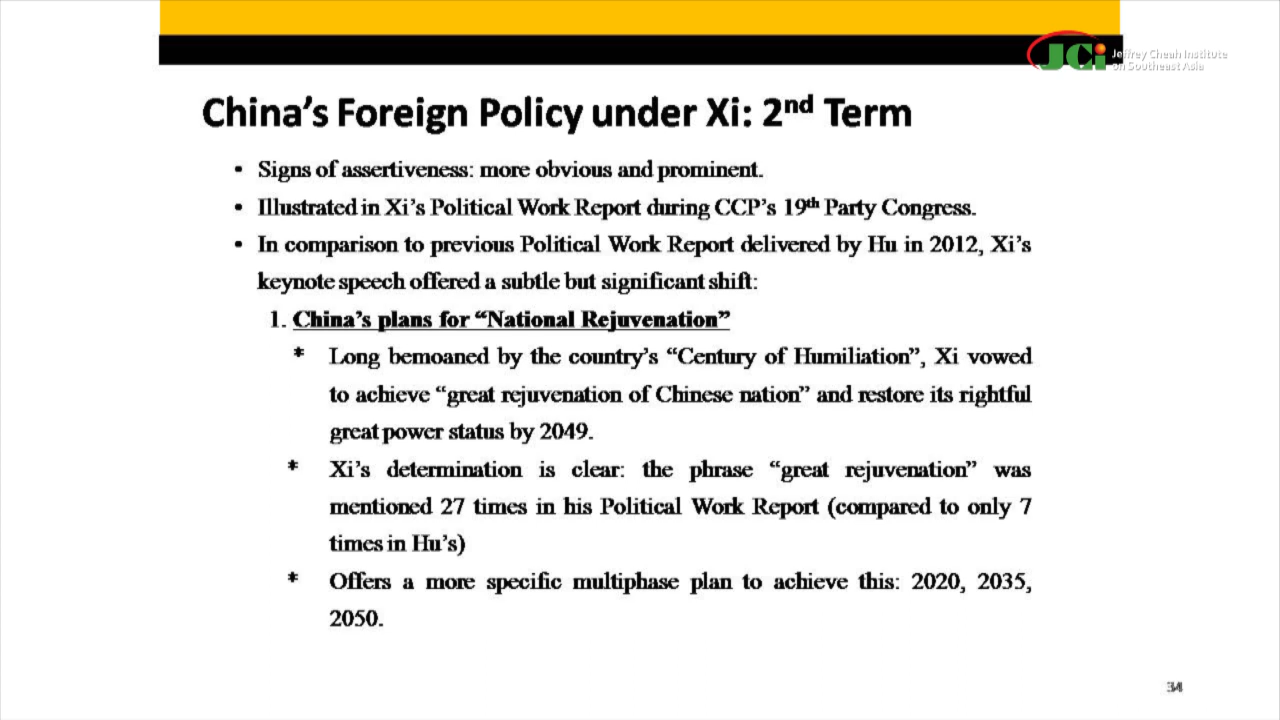 JCi Jeffrey Cheah Institute
on Southeast Asia
China's Foreign Policy under Xi: 2nd Term
• Signs of assertiveness: more obvious and prominent.
• Illustrated in Xi's Political Work Report during CCP's 19th Party Congress.
• In comparison to previous Political Work Report delivered by Hu in 2012, Xi's
keynote speech offered a subtle but significant shift:
1. China's plans for “National Rejuvenation”
* Long bemoaned by the country's “Century of Humiliation”, Xi vowed
to achieve “great rejuvenation of Chinese nation” and restore its rightful
great power status by 2049.
* Xi's determination is clear: the phrase “great rejuvenation” was
mentioned 27 times in his Political Work Report (compared to only 7
times in Hu's)
* Offers a more specific multiphase plan to achieve this: 2020, 2035,
2050.
34